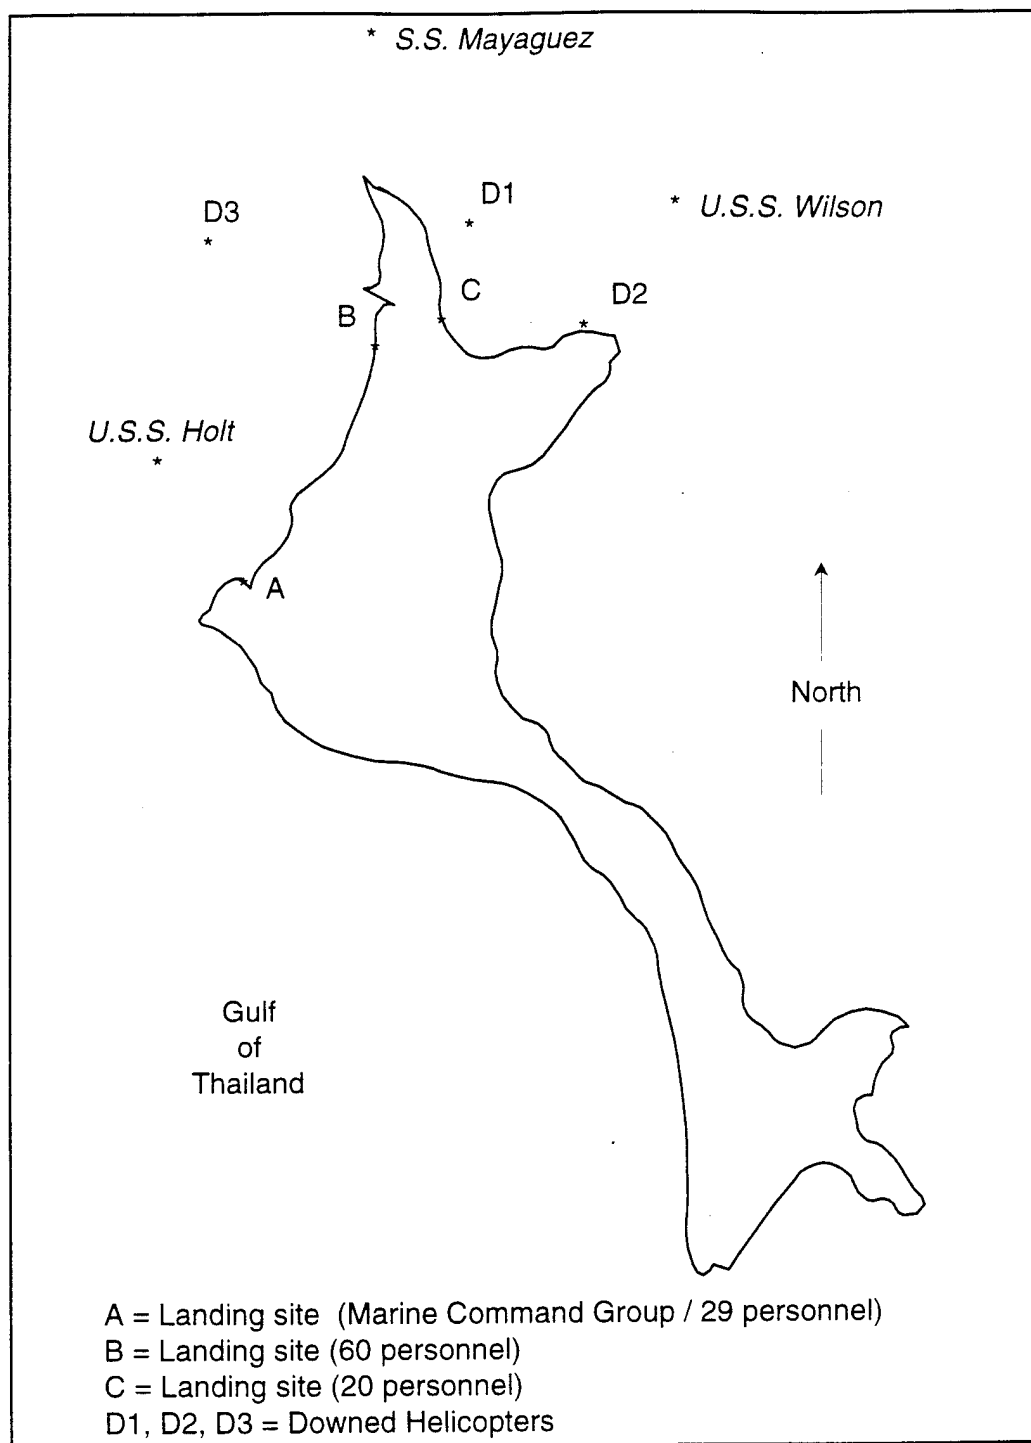 * S.S. Mayaguez
D1
* U.S.S. Wilson
D3
*
*
C
D2
B
*
*
*
U.S.S. Holt
*
* A
North
Gulf
of
Thailand
A = Landing site (Marine Command Group / 29 personnel)
B = Landing site (60 personnel)
C = Landing site (20 personnel)
D1, D2, D3 = Downed Helicopters